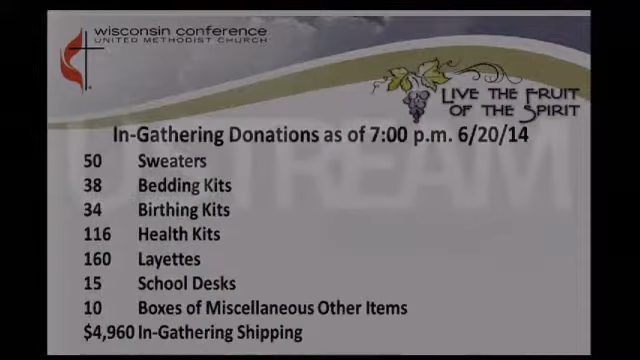 wisconsin conference
UNITED METHODIST CHURCH
LIVE THE FRUIT
OF THE SPIRIT
In-Gathering Donations as of 7:00 p.m. 6/20/14
50 Sweaters
38 Bedding Kits
34 Birthing Kits
116 Health Kits
160 Layettes
15 School Desks
10 Boxes of Miscellaneous Other Items
$4,960 In-Gathering Shipping
USTREAM